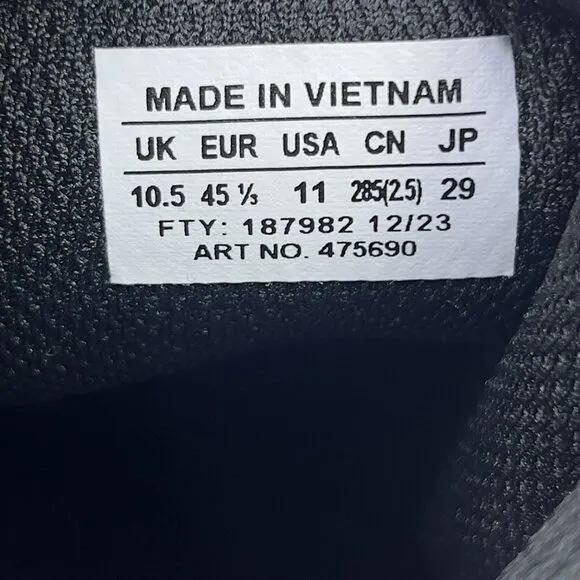 MADE IN VIETNAM
UK EUR USA CN JP
10.5 45 ⅓ 11 285(2.5) 29
FTY: 187982 12/23
ART NO. 475690